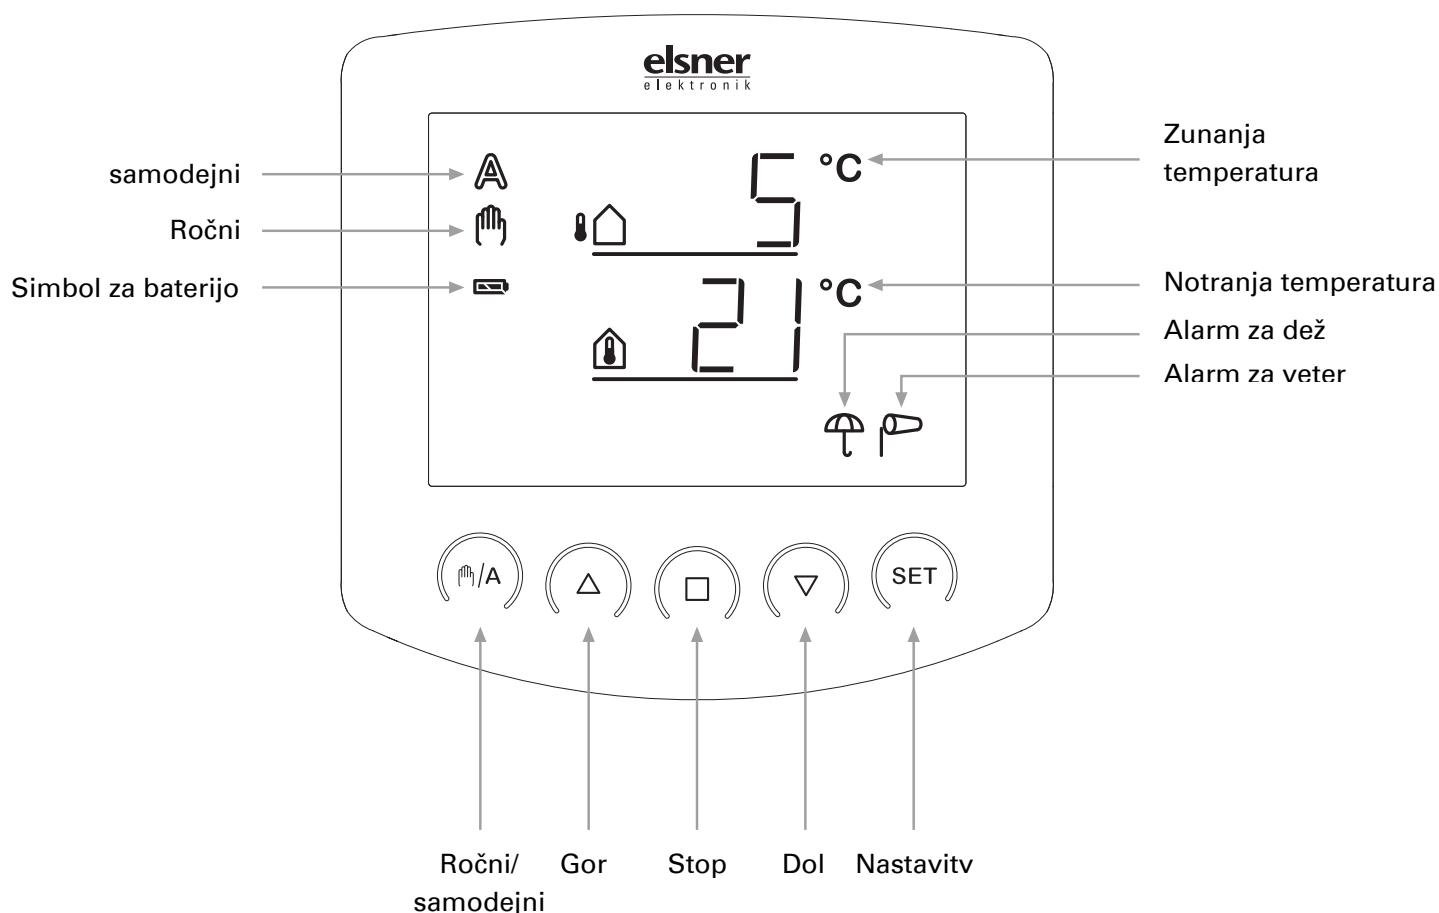 elsner
elektronik
samodejni
Ročni
Simbol za baterijo
A
5 °C
21 °C
Zunanja
temperatura
Notranja temperatura
Alarm za dež
Alarm za veter
/A
SET
Ročni/
samodejni
Gor
Stop
Dol
Nastavitv